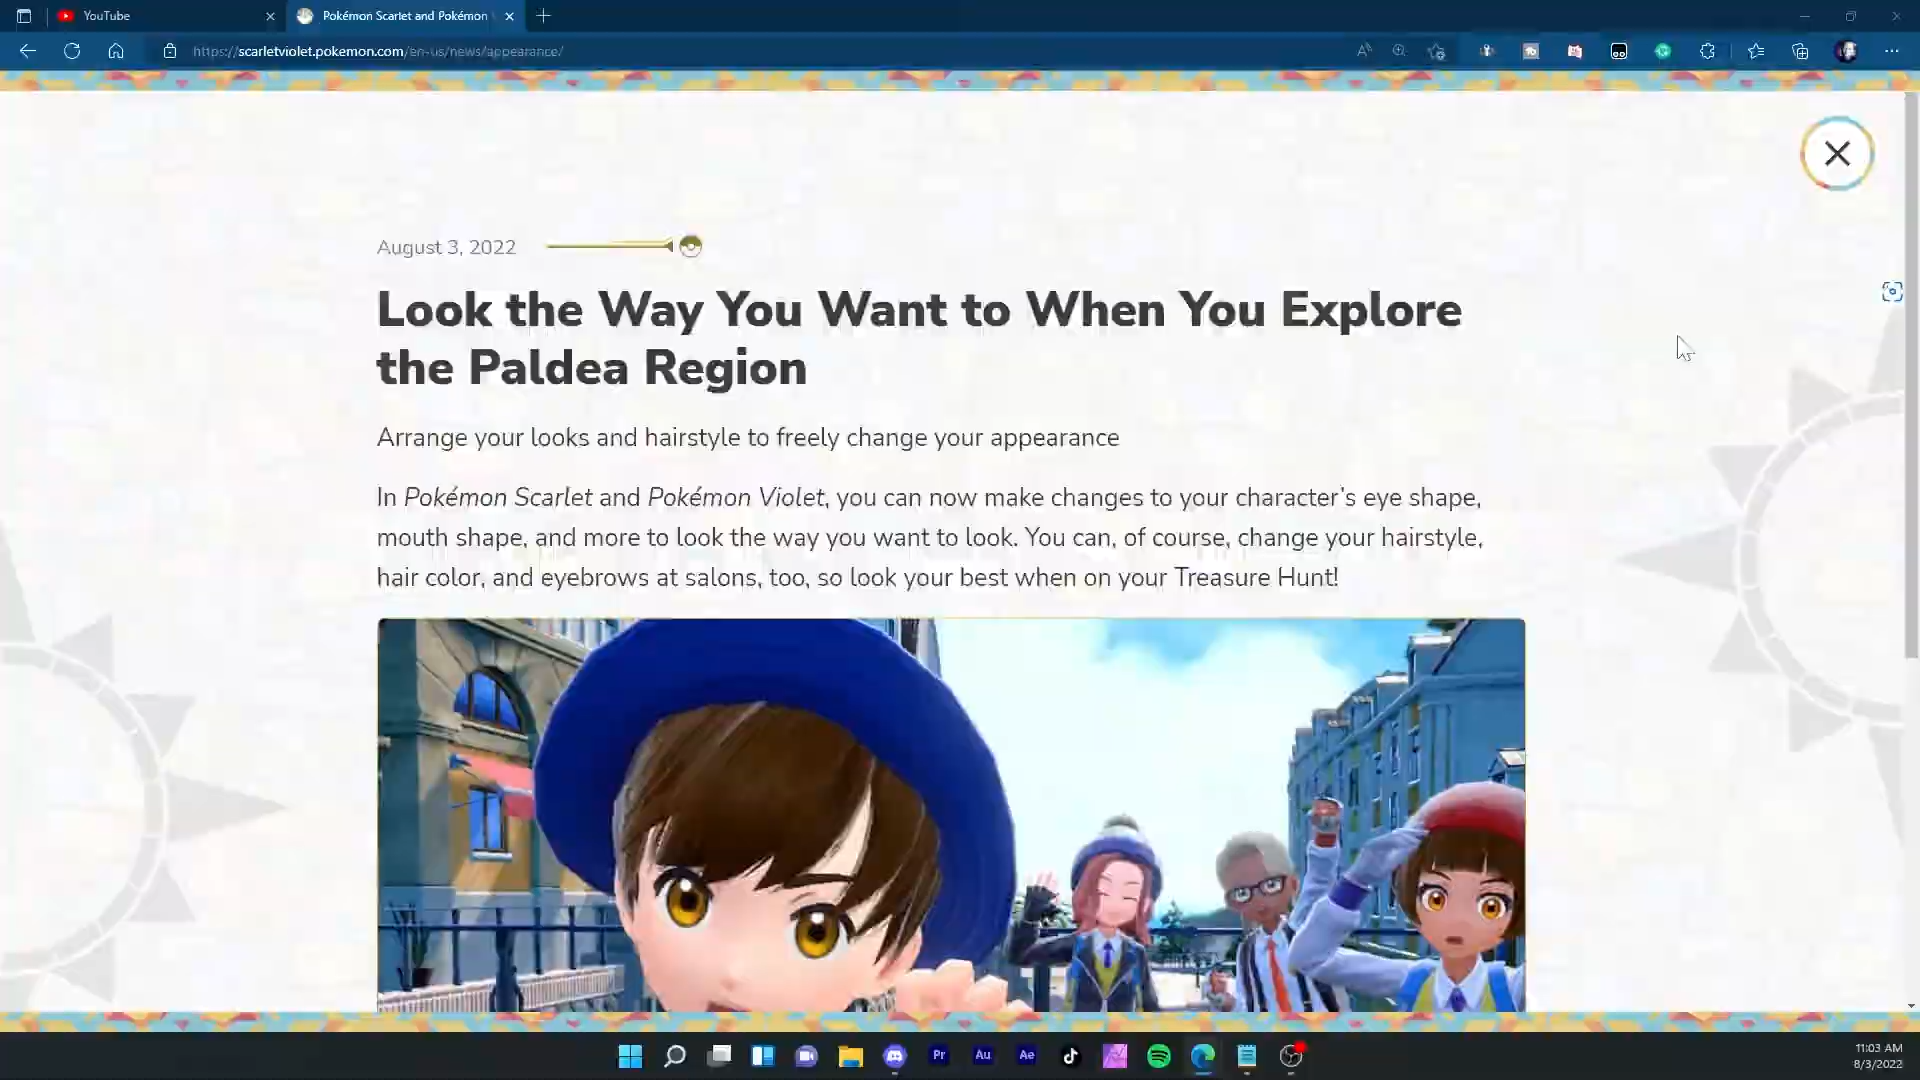 YouTube
Pokémon Scarlet and Pokémon
https://scarletviolet.pokemon.com/en-us/news/appearance/
August 3, 2022
Look the Way You Want to When You Explore
the Paldea Region
Arrange your looks and hairstyle to freely change your appearance
In Pokémon Scarlet and Pokémon Violet, you can now make changes to your character's eye shape,
mouth shape, and more to look the way you want to look. You can, of course, change your hairstyle,
hair color, and eyebrows at salons, too, so look your best when on your Treasure Hunt!
Pr
Au
Ae
11:03 AM
8/3/2022